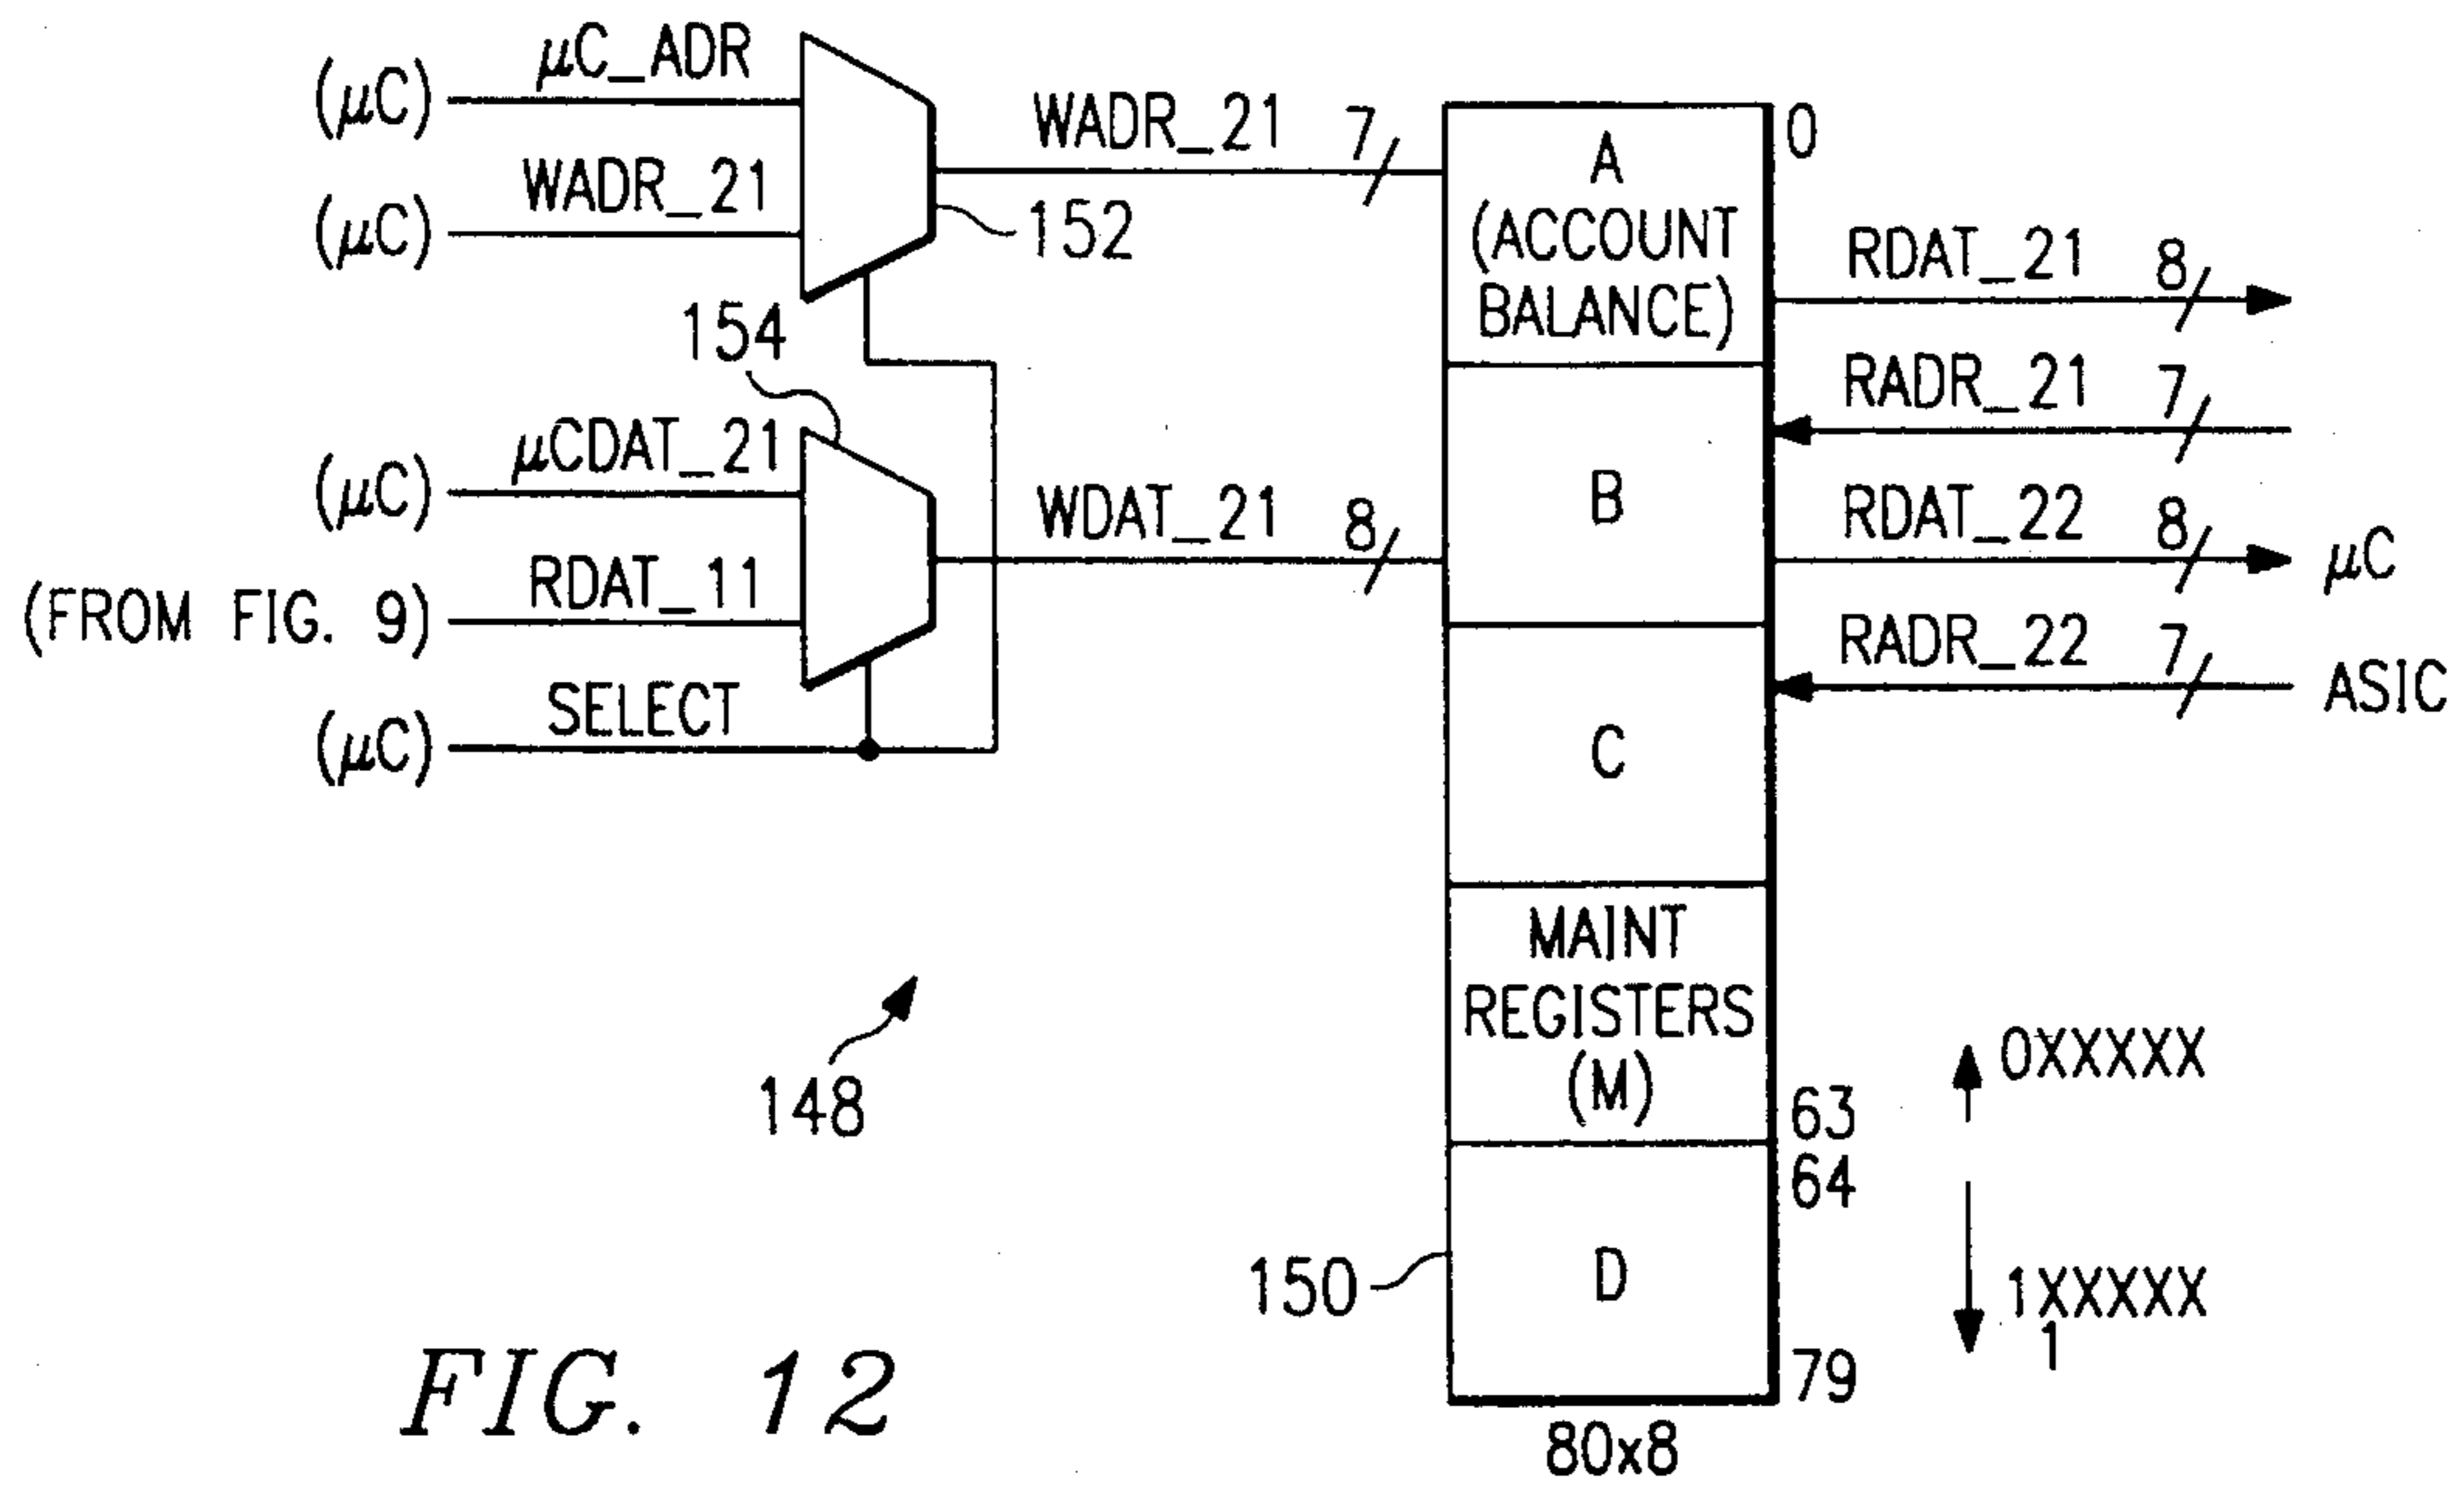 (μC) μC_ADR
(μC) WADR_21
WADR_21 7
152
154
(μC) μCDAT_21
(FROM FIG. 9) RDAT_11
(μC) SELECT
WDAT_21 8
A
(ACCOUNT
BALANCE)
B
C
MAINT
REGISTERS
(M)
D
0
63
64
79
80x8
RDAT_21 8
RADR_21 7
RDAT_22 8 μC
RADR_22 7 ASIC
0XXXXX
1XXXXX
1
148
150
FIG. 12